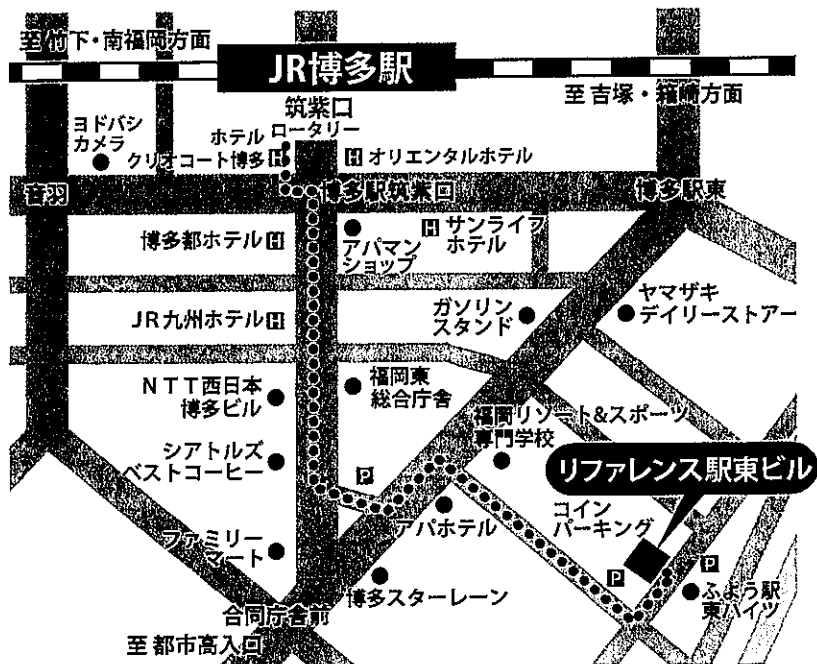 至 竹下・南福岡方面
JR博多駅
至 吉塚・箱崎方面
筑紫口
ロータリー
ヨドバシ
カメラ
ホテル
クリオコート博多 H
H オリエンタルホテル
音羽
博多駅筑紫口
博多駅東
博多都ホテル H
アパマン
ショップ
H サンライフ
ホテル
JR九州ホテル H
ガソリン
スタンド
ヤマザキ
デイリーストアー
NTT西日本
博多ビル
福岡東
総合庁舎
福岡リゾート&スポーツ
専門学校
シアトルズ
ベストコーヒー
P
リファレンス駅東ビル
アパホテル
コイン
パーキング
ファミリー
マート
P
P
博多スターレーン
ふよう駅
東ハイツ
合同庁舎前
至 都市高入口